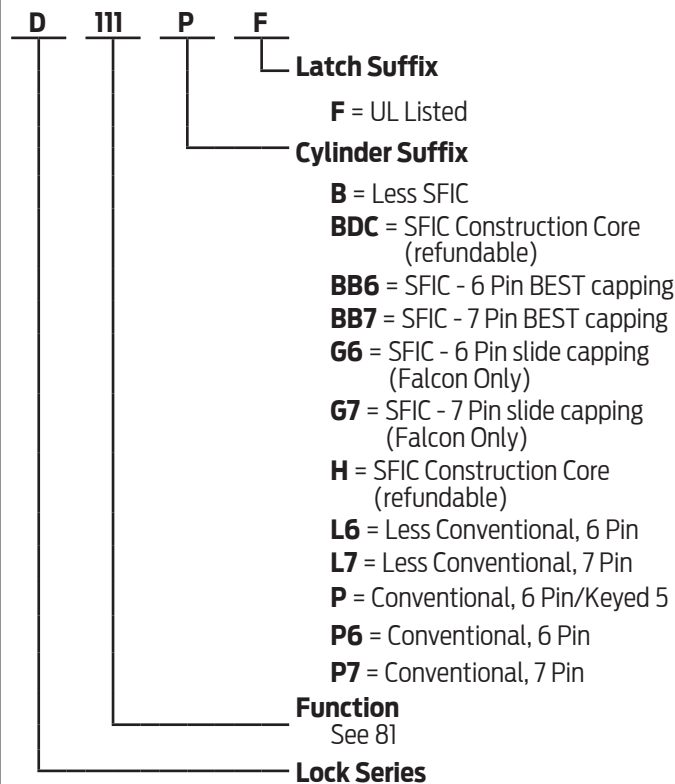 D 111 P F
Latch Suffix
F = UL Listed
Cylinder Suffix
B = Less SFIC
BDC = SFIC Construction Core
(refundable)
BB6 = SFIC - 6 Pin BEST capping
BB7 = SFIC - 7 Pin BEST capping
G6 = SFIC - 6 Pin slide capping
(Falcon Only)
G7 = SFIC - 7 Pin slide capping
(Falcon Only)
H = SFIC Construction Core
(refundable)
L6 = Less Conventional, 6 Pin
L7 = Less Conventional, 7 Pin
P = Conventional, 6 Pin/Keyed 5
P6 = Conventional, 6 Pin
P7 = Conventional, 7 Pin
Function
See 81
Lock Series